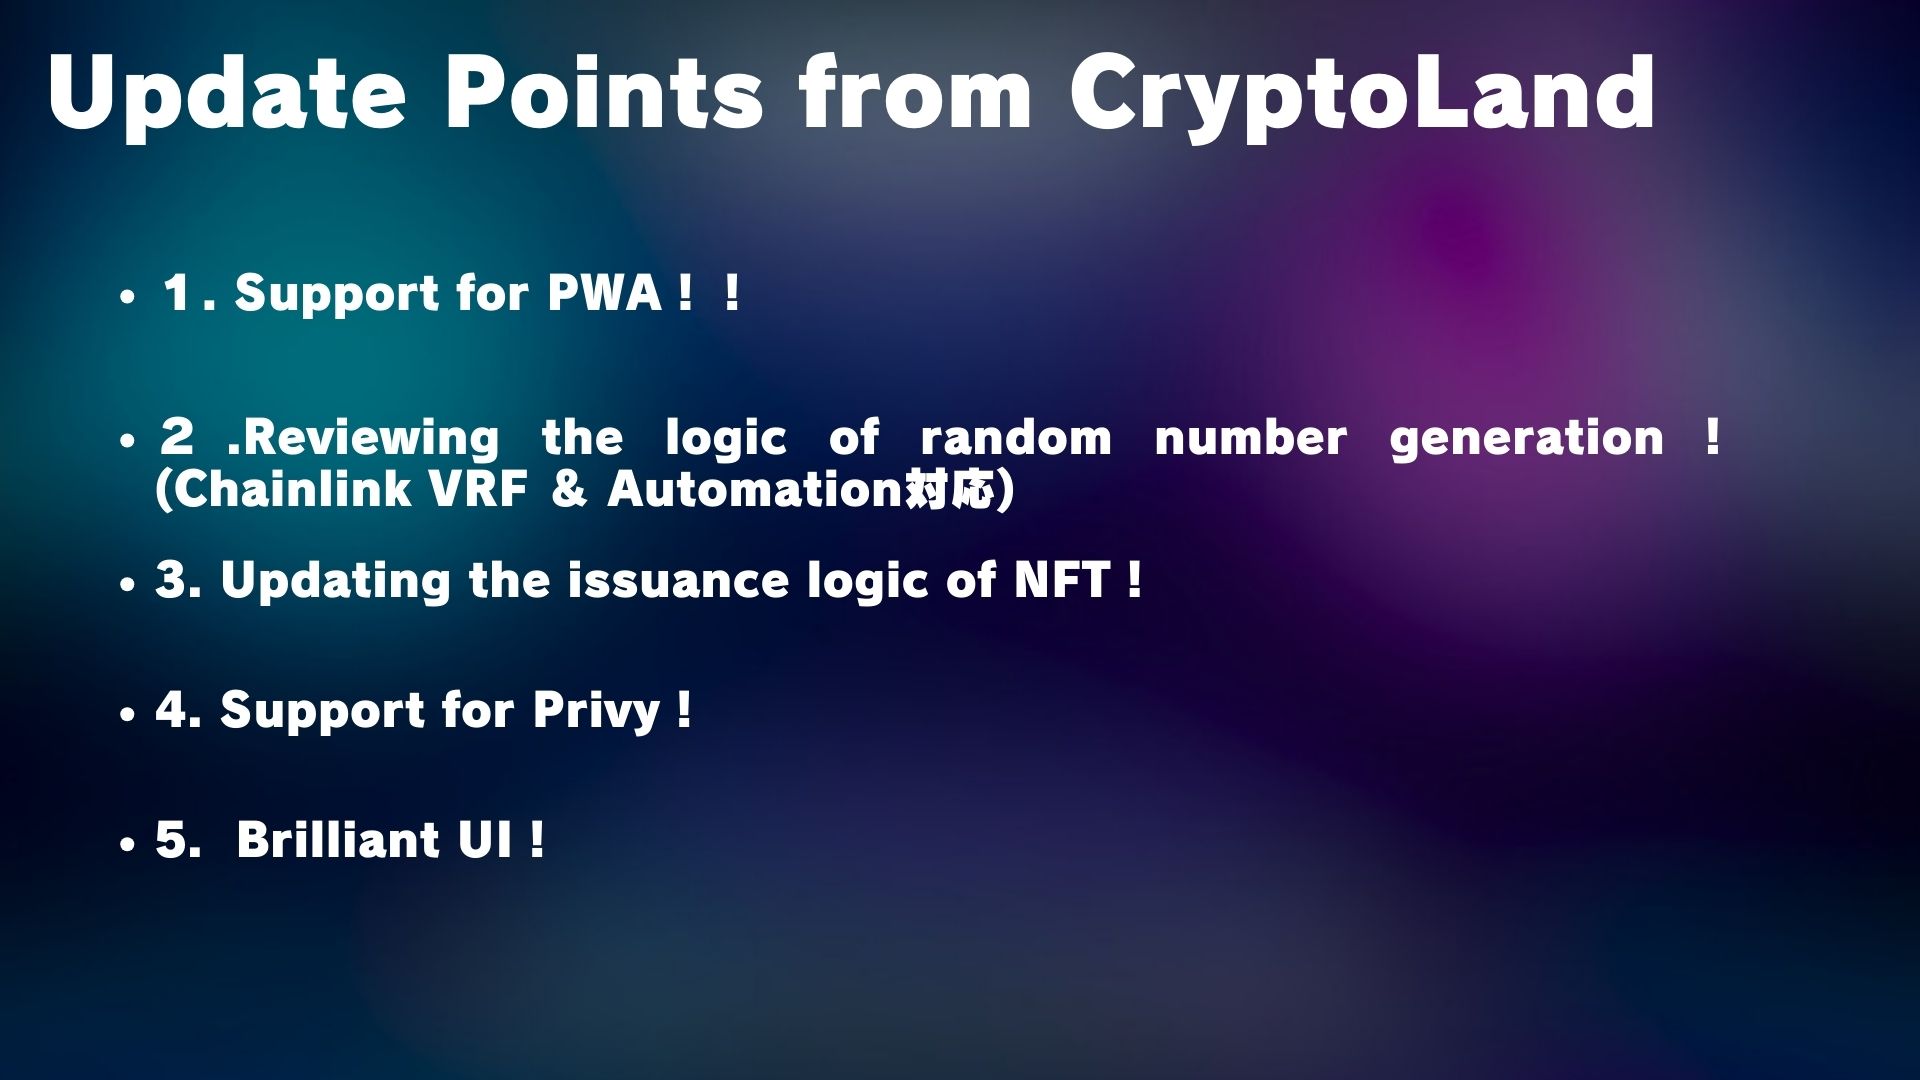 Update Points from CryptoLand
• １. Support for PWA！！
• ２ .Reviewing the logic of random number generation！
(Chainlink VRF ＆ Automation対応)
• 3. Updating the issuance logic of NFT！
• 4. Support for Privy！
• 5.  Brilliant UI！